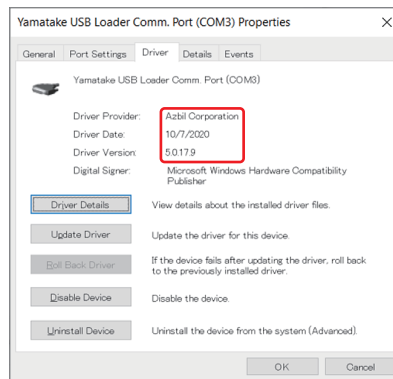 Yamatake USB Loader Comm. Port (COM3) Properties
General Port Settings Driver Details Events
Yamatake USB Loader Comm. Port (COM3)
Driver Provider: Azbil Corporation
Driver Date: 10/7/2020
Driver Version: 5.0.17.9
Digital Signer: Microsoft Windows Hardware Compatibility
Publisher
Driver Details View details about the installed driver files.
Update Driver Update the driver for this device.
Roll Back Driver If the device fails after updating the driver, roll back
to the previously installed driver.
Disable Device Disable the device.
Uninstall Device Uninstall the device from the system (Advanced).
OK Cancel